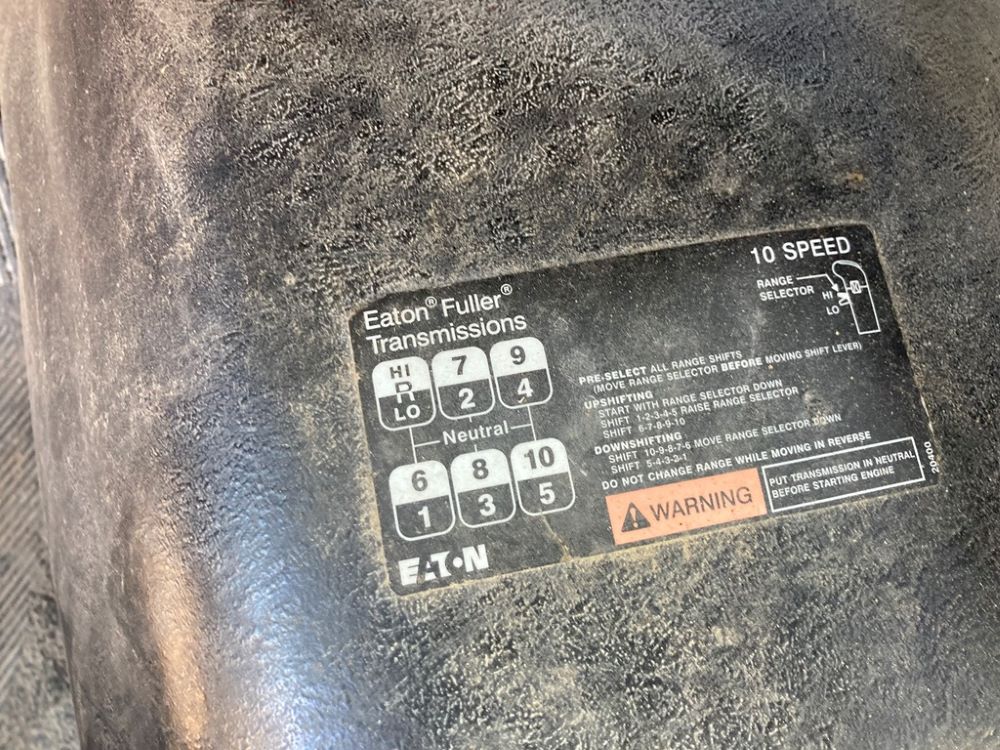 Eaton® Fuller®
Transmissions
10 SPEED
RANGE
SELECTOR
HI
LO
HI
R
LO
7
2
9
4
Neutral
6
1
8
3
10
5
EATON
PRE-SELECT ALL RANGE SHIFTS
(MOVE RANGE SELECTOR BEFORE MOVING SHIFT LEVER)
UPSHIFTING
START WITH RANGE SELECTOR DOWN
SHIFT 1-2-3-4-5 RAISE RANGE SELECTOR
SHIFT 6-7-8-9-10
DOWNSHIFTING
SHIFT 10-9-8-7-6 MOVE RANGE SELECTOR DOWN
SHIFT 5-4-3-2-1
DO NOT CHANGE RANGE WHILE MOVING IN REVERSE
WARNING
PUT TRANSMISSION IN NEUTRAL
BEFORE STARTING ENGINE